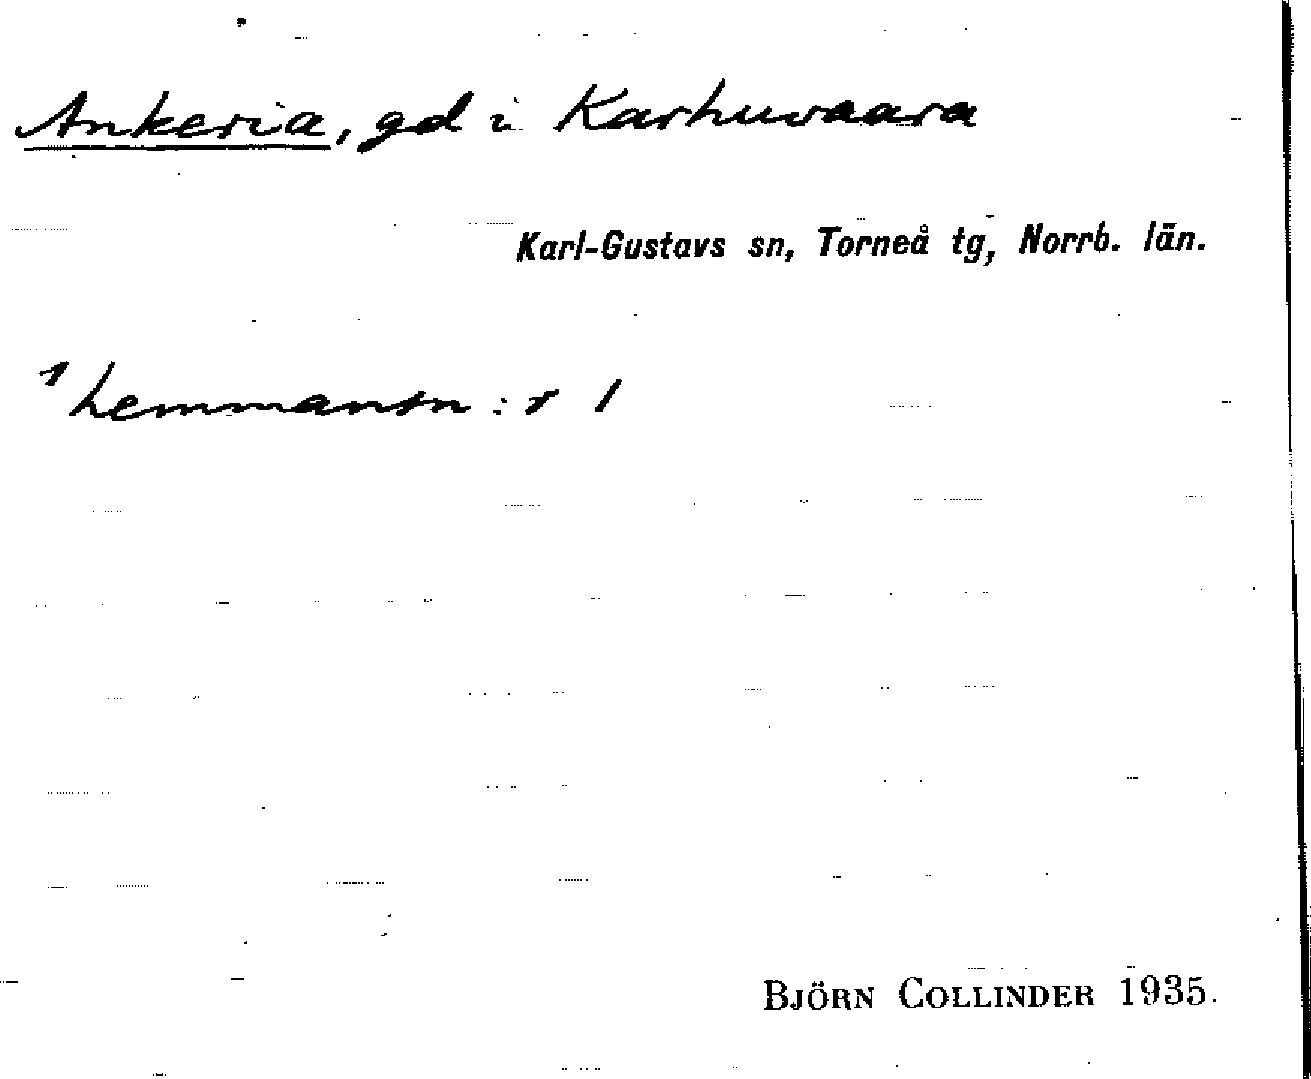 Ankeria, gd i Karhuvaara
Karl-Gustavs sn, Torneå tg, Norrb. län.
1 hemmansn:r 1
BJÖRN COLLINDER 1935.